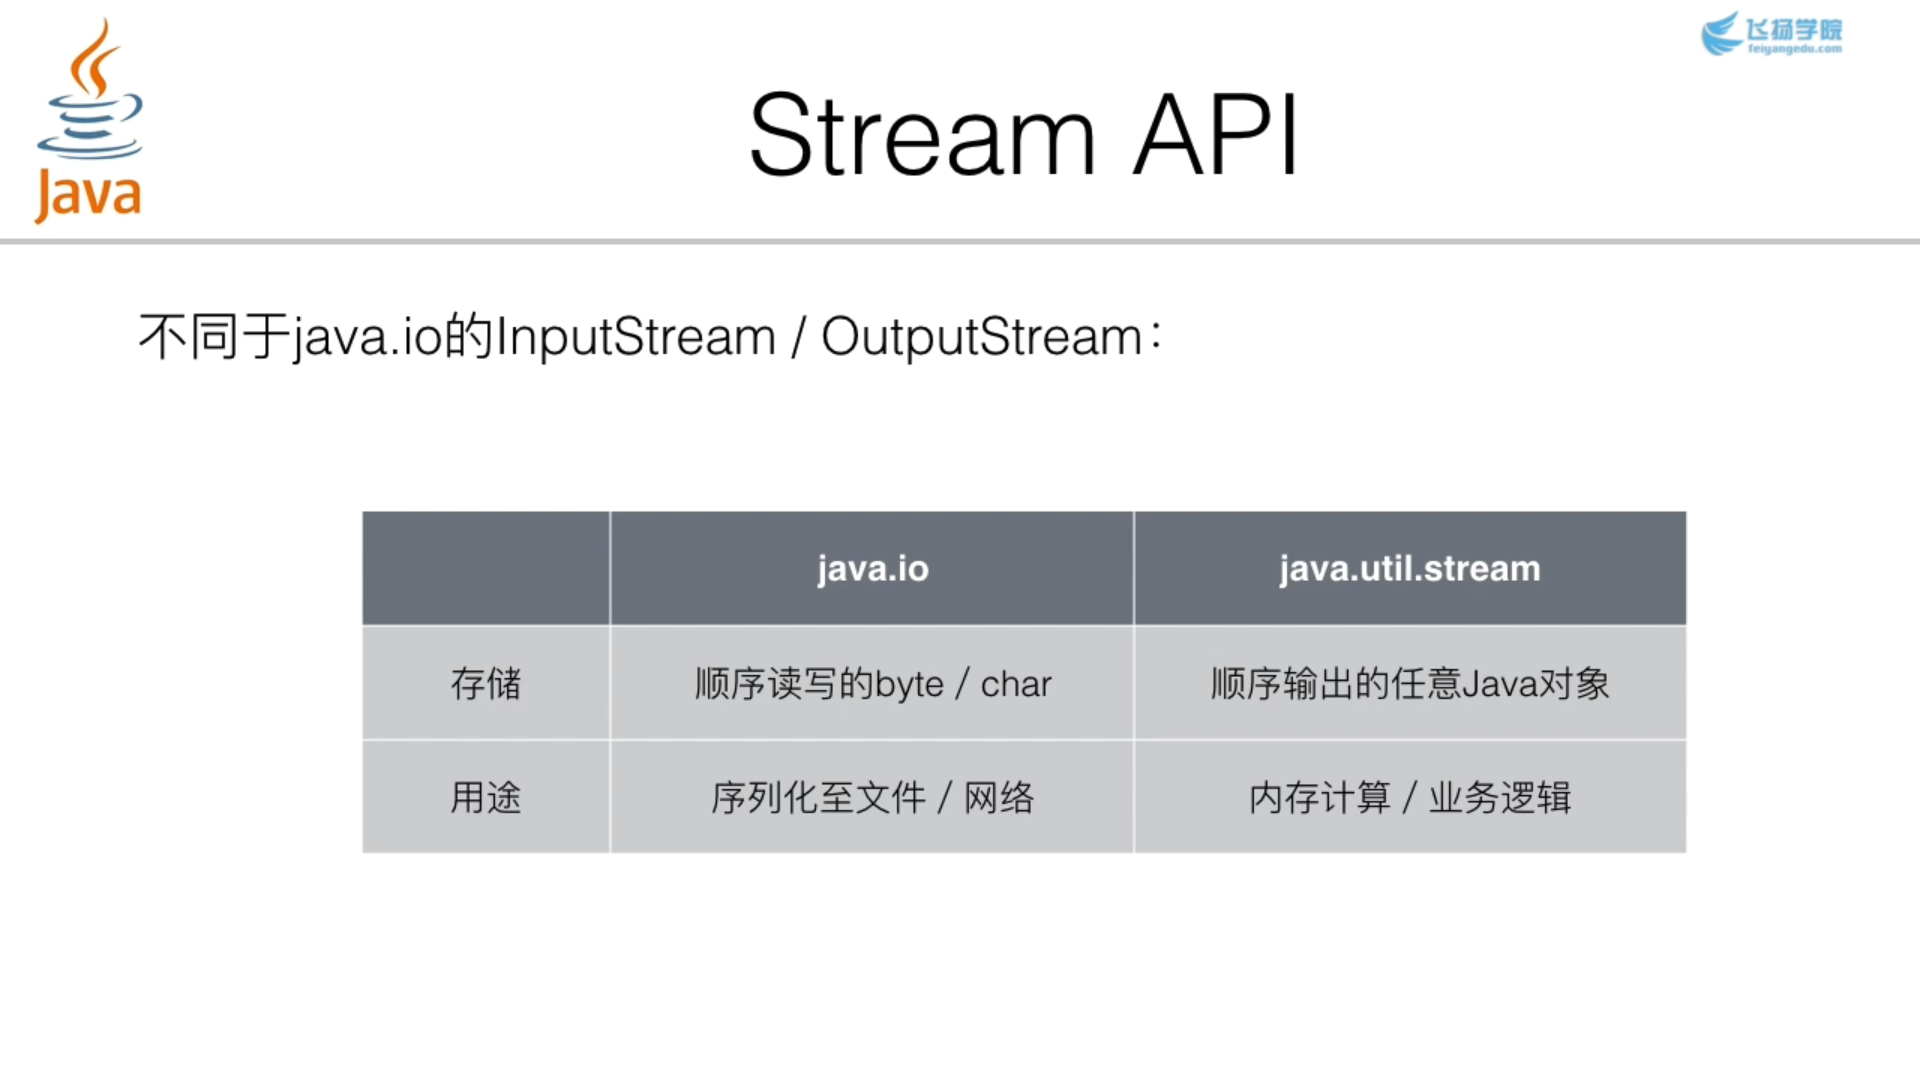 飞扬学院
feiyangedu.com
Java
Stream API
不同于java.io的InputStream / OutputStream：
java.io java.util.stream
存储 顺序读写的byte / char 顺序输出的任意Java对象
用途 序列化至文件 / 网络 内存计算 / 业务逻辑